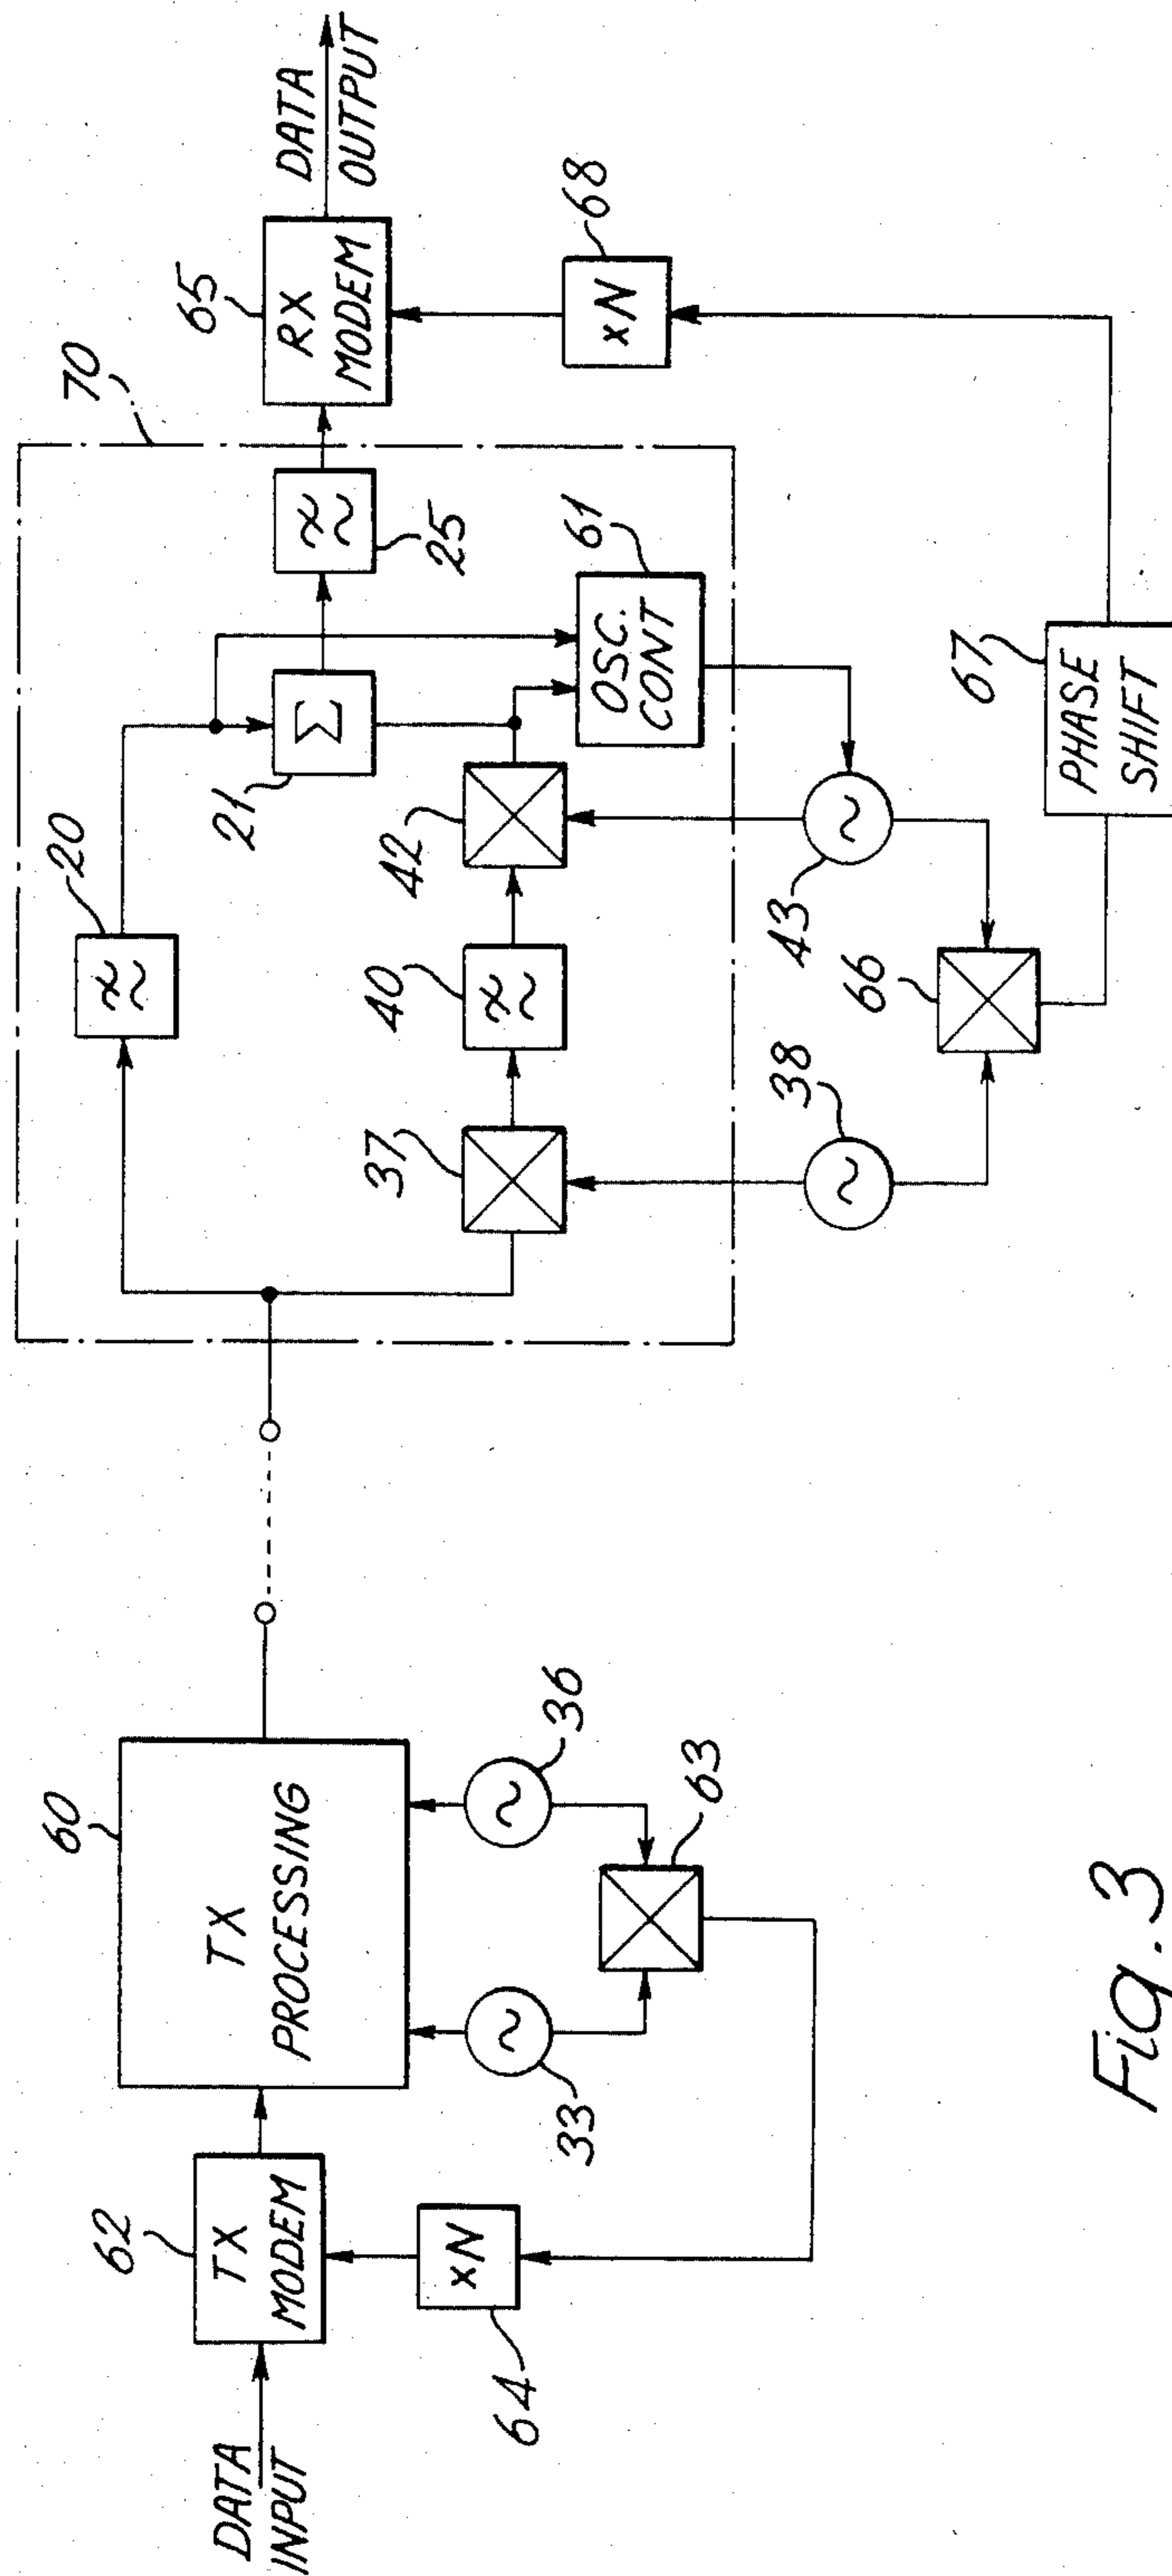 DATA
INPUT
62
TX
MODEM
64
xN
60
TX
PROCESSING
33
36
63
70
20
37
40
42
21
Σ
25
OSC.
CONT
61
38
43
66
67
PHASE
SHIFT
65
RX
MODEM
68
xN
DATA
OUTPUT
Fig. 3